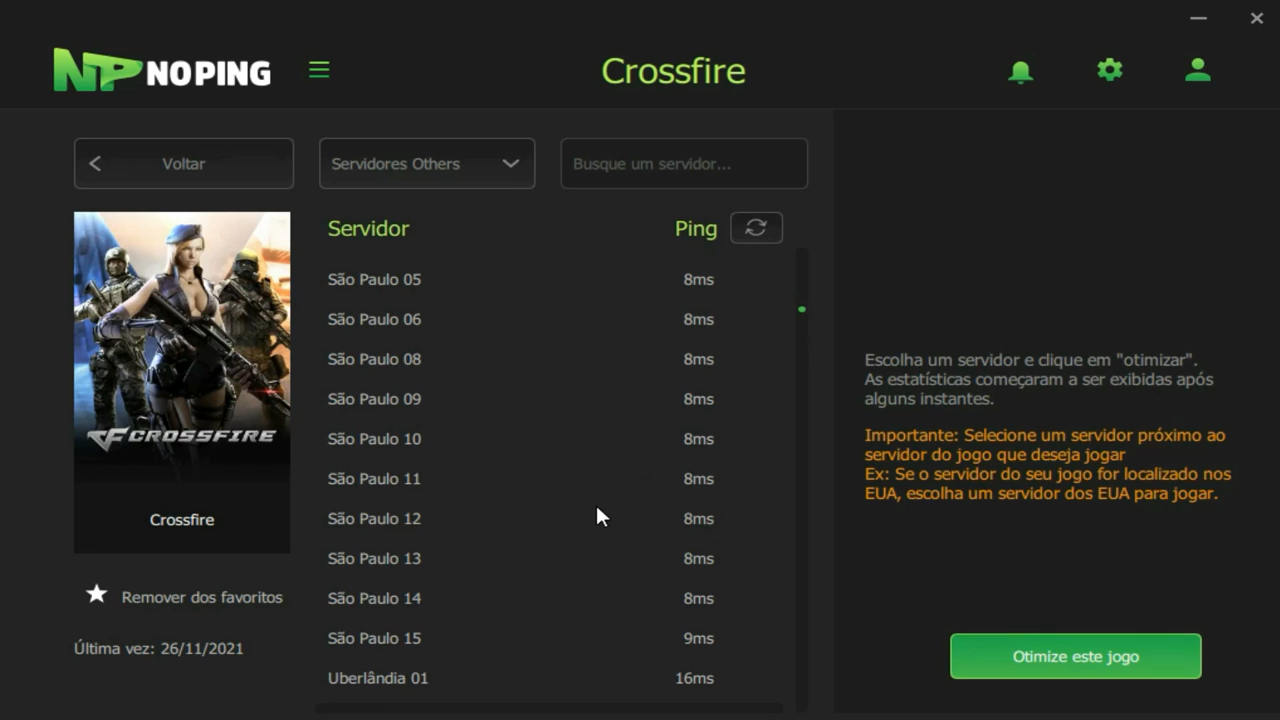 NP NOPING
Crossfire
Voltar
Servidores Others
Busque um servidor...
Servidor Ping
São Paulo 05 8ms
São Paulo 06 8ms
São Paulo 08 8ms
São Paulo 09 8ms
São Paulo 10 8ms
São Paulo 11 8ms
São Paulo 12 8ms
São Paulo 13 8ms
São Paulo 14 8ms
São Paulo 15 9ms
Uberlândia 01 16ms
CF CROSSFIRE
Crossfire
Remover dos favoritos
Última vez: 26/11/2021
Escolha um servidor e clique em "otimizar".
As estatísticas começaram a ser exibidas após
alguns instantes.
Importante: Selecione um servidor próximo ao
servidor do jogo que deseja jogar
Ex: Se o servidor do seu jogo for localizado nos
EUA, escolha um servidor dos EUA para jogar.
Otimize este jogo